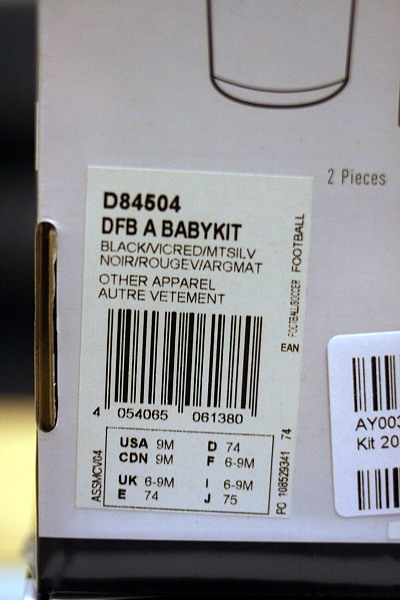 2 Pieces
D84504
DFB A BABYKIT
BLACK/VICRED/MTSILV
NOIR/ROUGEV/ARGMAT
OTHER APPAREL
AUTRE VETEMENT
EAN FOOTBALL/SOCCER FOOTBALL
4 054065 061380
USA 9M D 74
CDN 9M F 6-9M
UK 6-9M I 6-9M
E 74 J 75
ASSMCV04
PO 108529341 74
AY003
Kit 20